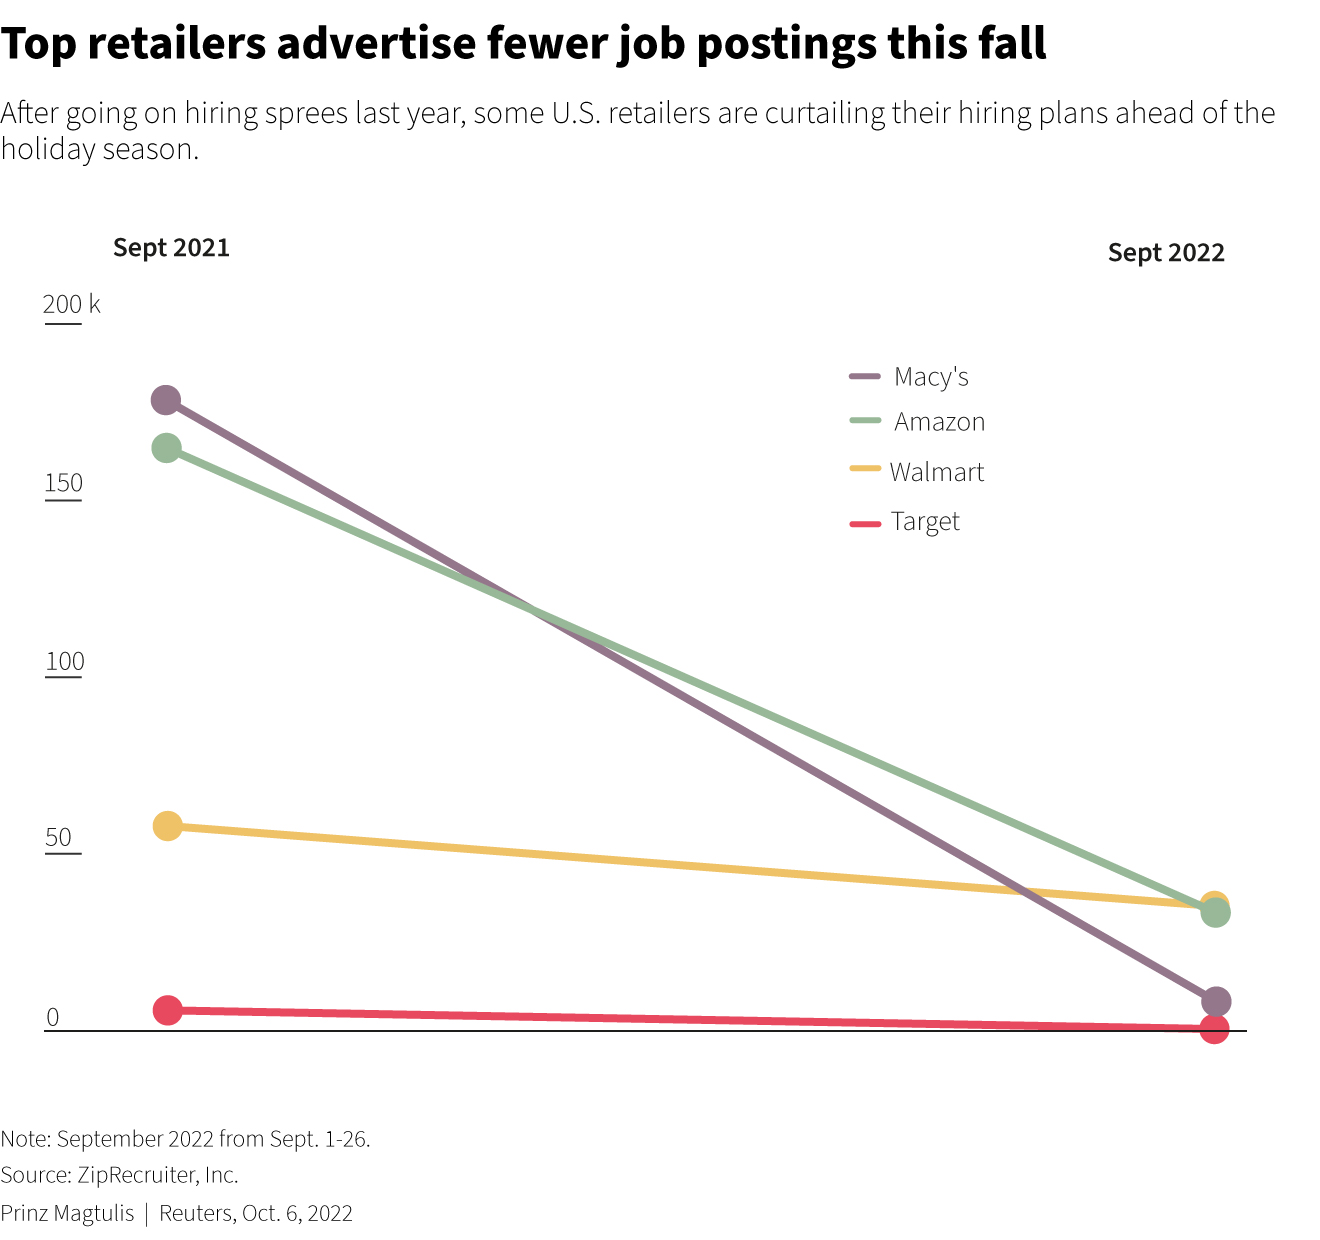 Top retailers advertise fewer job postings this fall
After going on hiring sprees last year, some U.S. retailers are curtailing their hiring plans ahead of the
holiday season.
Sept 2021
Sept 2022
200 k
Macy's
Amazon
150
Walmart
Target
100
50
0
Note: September 2022 from Sept. 1-26.
Source: ZipRecruiter, Inc.
Prinz Magtulis | Reuters, Oct. 6, 2022